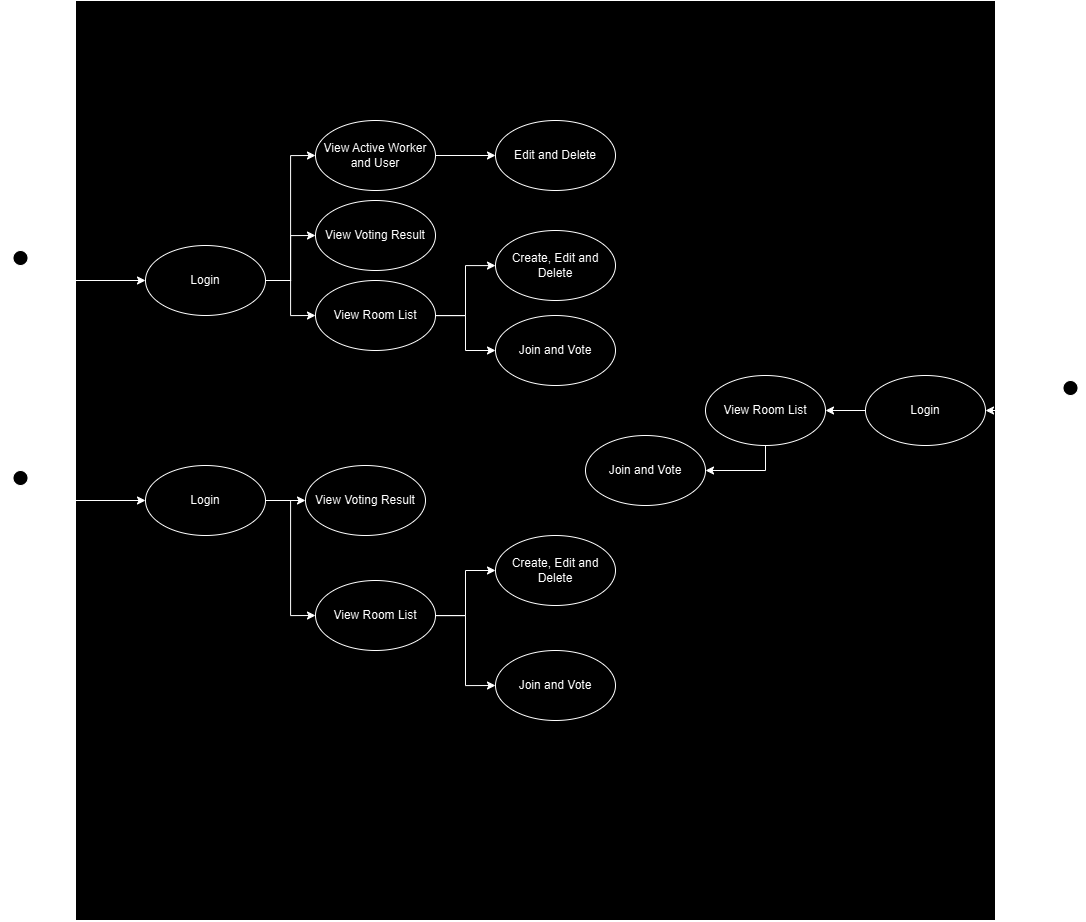 View Active Worker
and User
Edit and Delete
View Voting Result
Create, Edit and
Delete
Login
View Room List
Join and Vote
View Room List
Login
Join and Vote
Login
View Voting Result
Create, Edit and
Delete
View Room List
Join and Vote